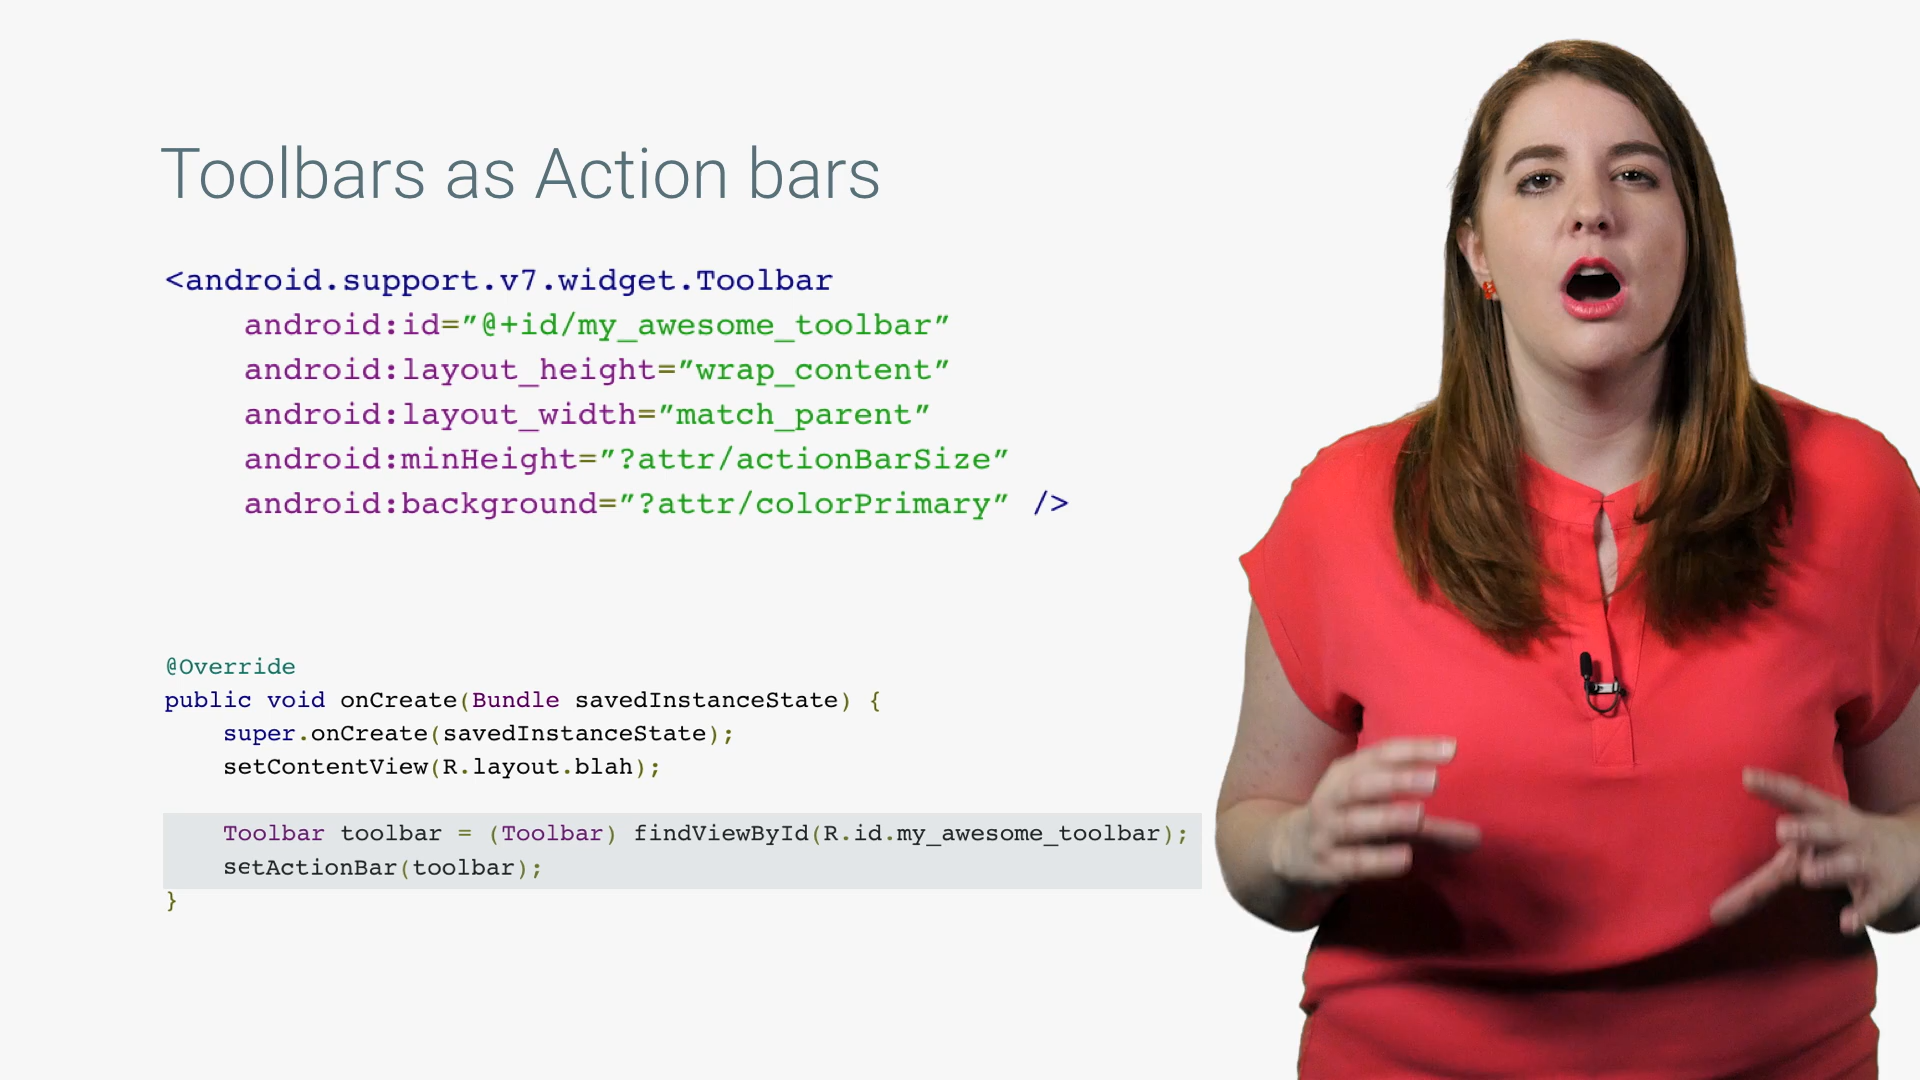 Toolbars as Action bars
<android.support.v7.widget.Toolbar
android:id=”@+id/my_awesome_toolbar”
android:layout_height=”wrap_content”
android:layout_width=”match_parent”
android:minHeight=”?attr/actionBarSize”
android:background=”?attr/colorPrimary” />
@Override
public void onCreate(Bundle savedInstanceState) {
super.onCreate(savedInstanceState);
setContentView(R.layout.blah);
Toolbar toolbar = (Toolbar) findViewById(R.id.my_awesome_toolbar);
setActionBar(toolbar);
}